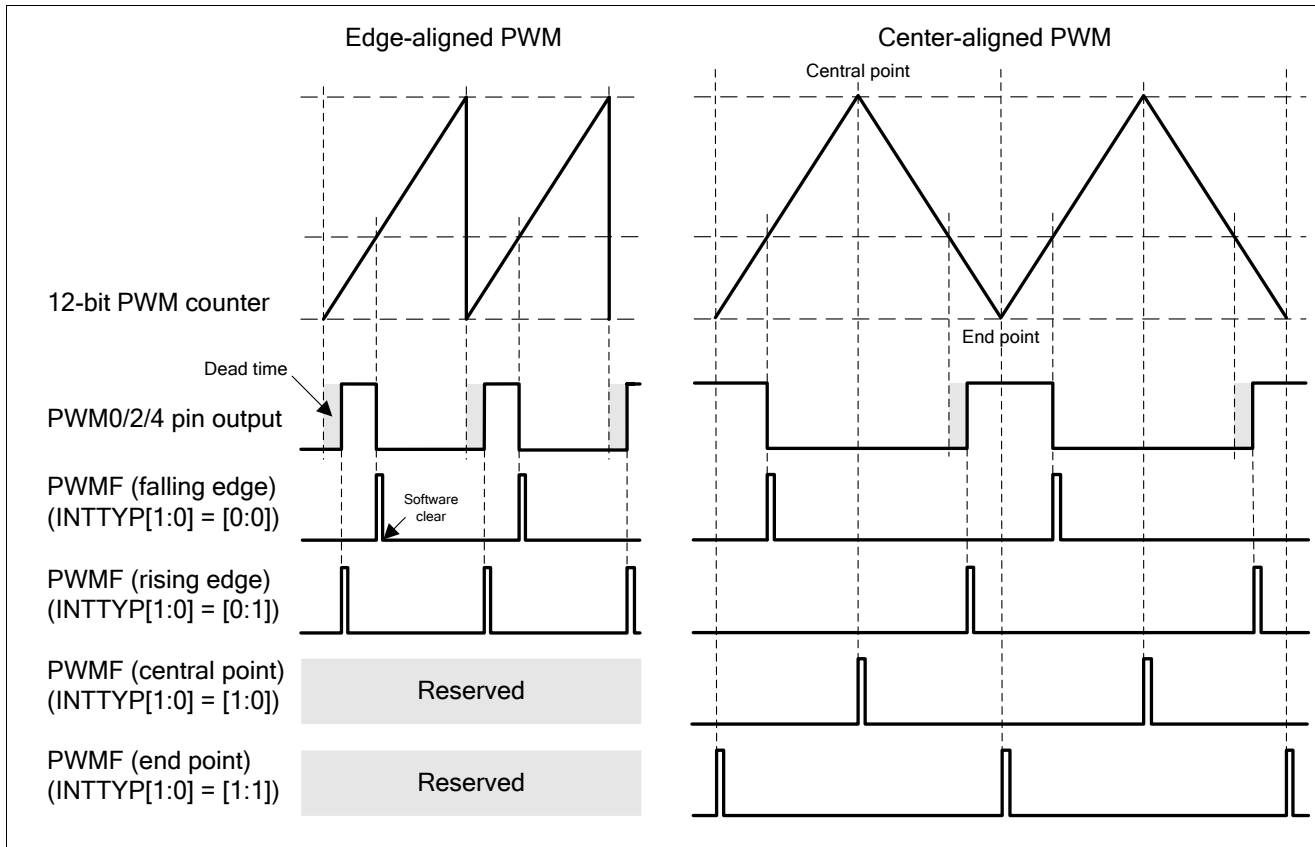 Edge-aligned PWM
Center-aligned PWM
Central point
12-bit PWM counter
End point
Dead time
PWM0/2/4 pin output
PWMF (falling edge)
(INTTYP[1:0] = [0:0])
Software
clear
PWMF (rising edge)
(INTTYP[1:0] = [0:1])
PWMF (central point)
(INTTYP[1:0] = [1:0])
Reserved
PWMF (end point)
(INTTYP[1:0] = [1:1])
Reserved